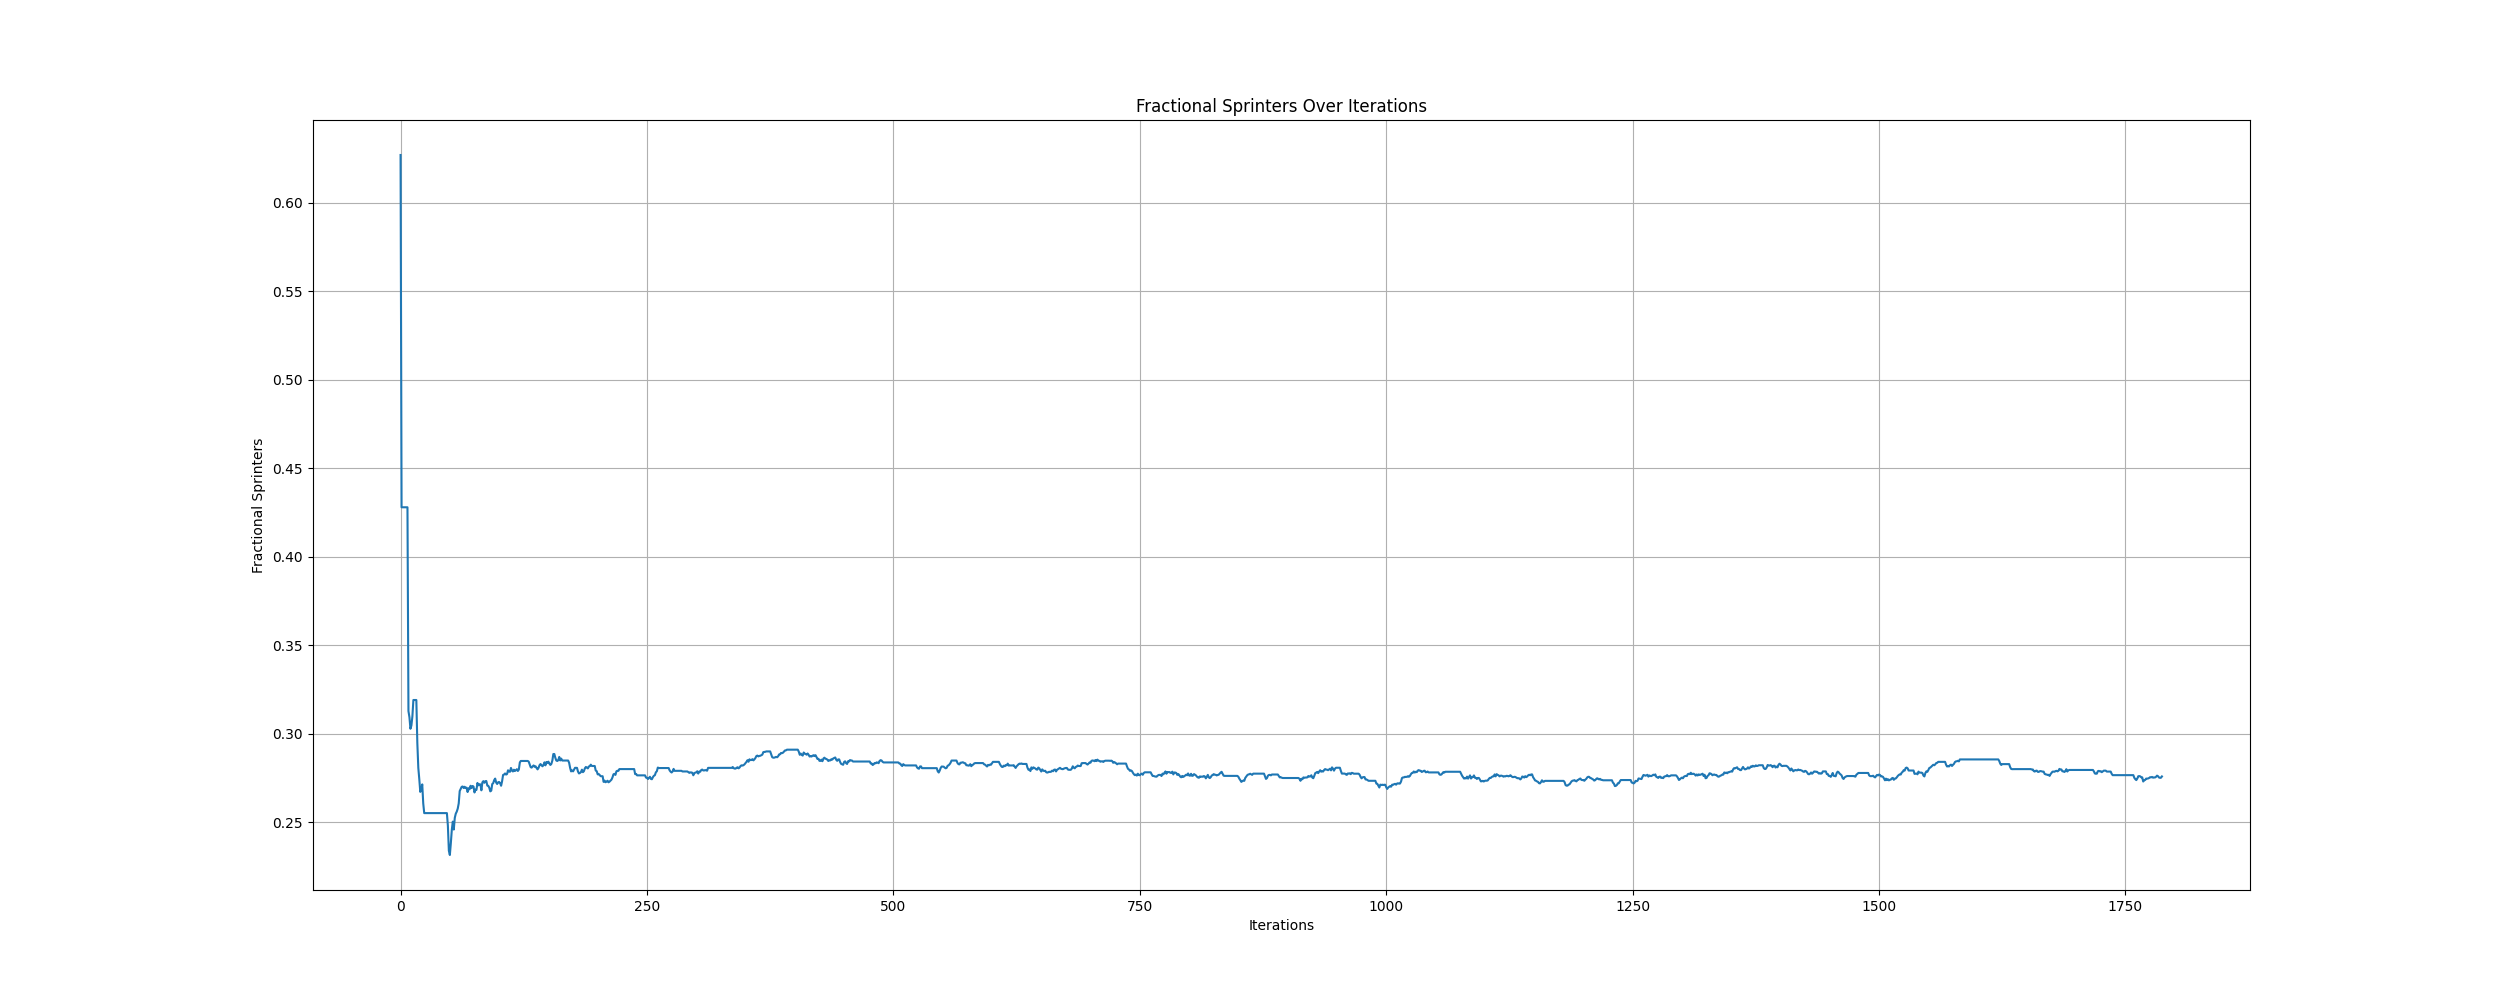 Fractional Sprinters Over Iterations
0.60
0.55
0.50
0.45
0.40
0.35
0.30
0.25
Fractional Sprinters
0 250 500 750 1000 1250 1500 1750
Iterations